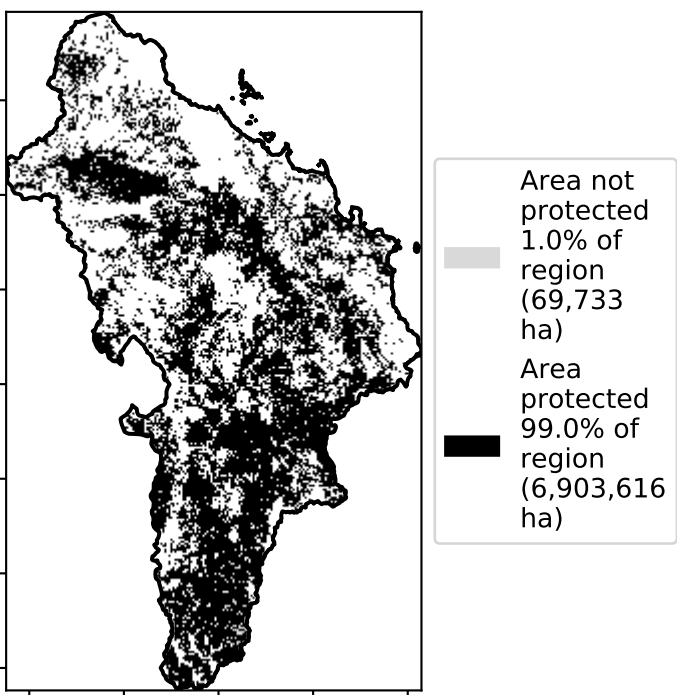 Area not
protected
1.0% of
region
(69,733
ha)
Area
protected
99.0% of
region
(6,903,616
ha)